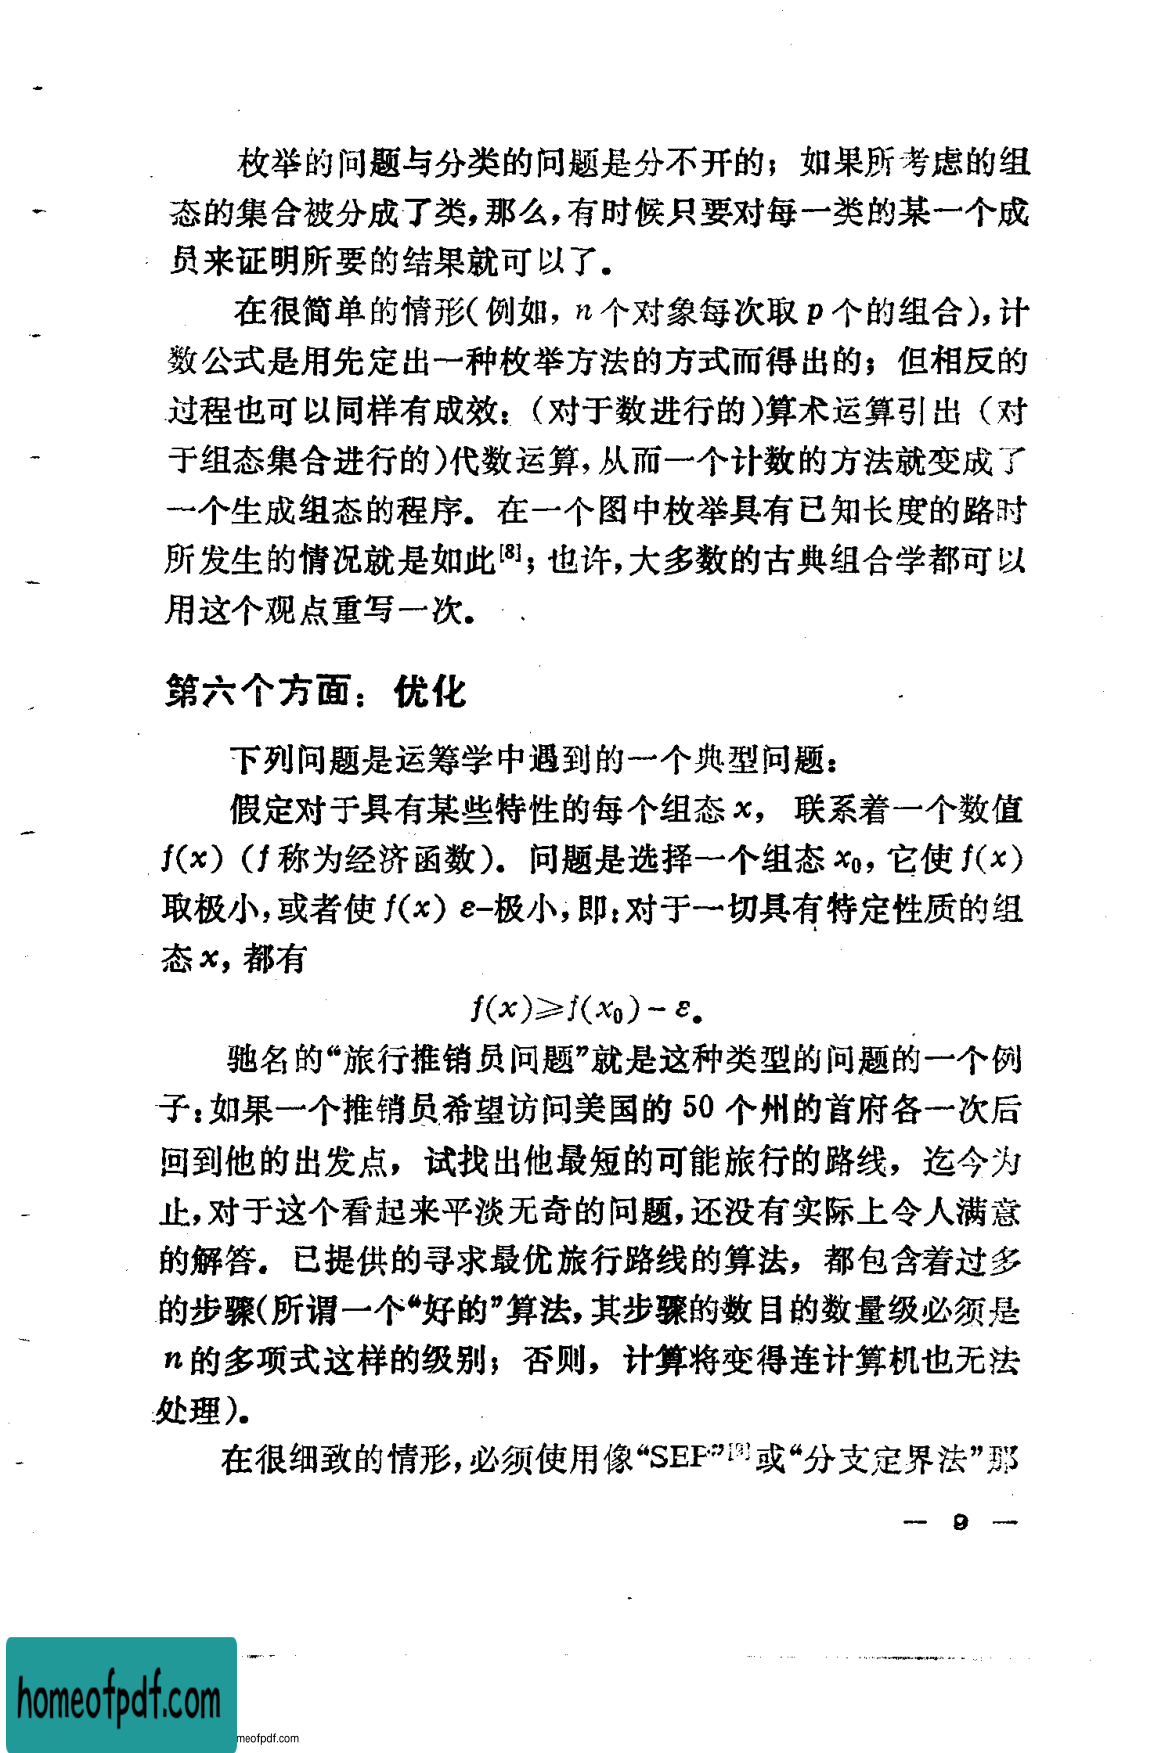 枚举的问题与分类的问题是分不开的；如果所考虑的组
态的集合被分成了类，那么，有时候只要对每一类的某一个成
员来证明所要的结果就可以了。
在很简单的情形(例如，n个对象每次取p个的组合)，计
数公式是用先定出一种枚举方法的方式而得出的；但相反的
过程也可以同样有成效：(对于数进行的)算术运算引出(对
于组态集合进行的)代数运算，从而一个计数的方法就变成了
一个生成组态的程序。在一个图中枚举具有已知长度的路时
所发生的情况就是如此[8]；也许，大多数的古典组合学都可以
用这个观点重写一次。
第六个方面：优化
下列问题是运筹学中遇到的一个典型问题：
假定对于具有某些特性的每个组态x，联系着一个数值
f(x)(f称为经济函数)。问题是选择一个组态x₀，它使f(x)
取极小，或者使f(x) ε-极小，即：对于一切具有特定性质的组
态x，都有
f(x)≥f(x₀)－ε。
驰名的“旅行推销员问题”就是这种类型的问题的一个例
子：如果一个推销员希望访问美国的50个州的首府各一次后
回到他的出发点，试找出他最短的可能旅行的路线，迄今为
止，对于这个看起来平淡无奇的问题，还没有实际上令人满意
的解答。已提供的寻求最优旅行路线的算法，都包含着过多
的步骤(所谓一个“好的”算法，其步骤的数目的数量级必须是
n的多项式这样的级别；否则，计算将变得连计算机也无法
处理)。
在很细致的情形，必须使用像“SEP”或“分支定界法”那
— 9 —
homeofpdf.com
meofpdf.com